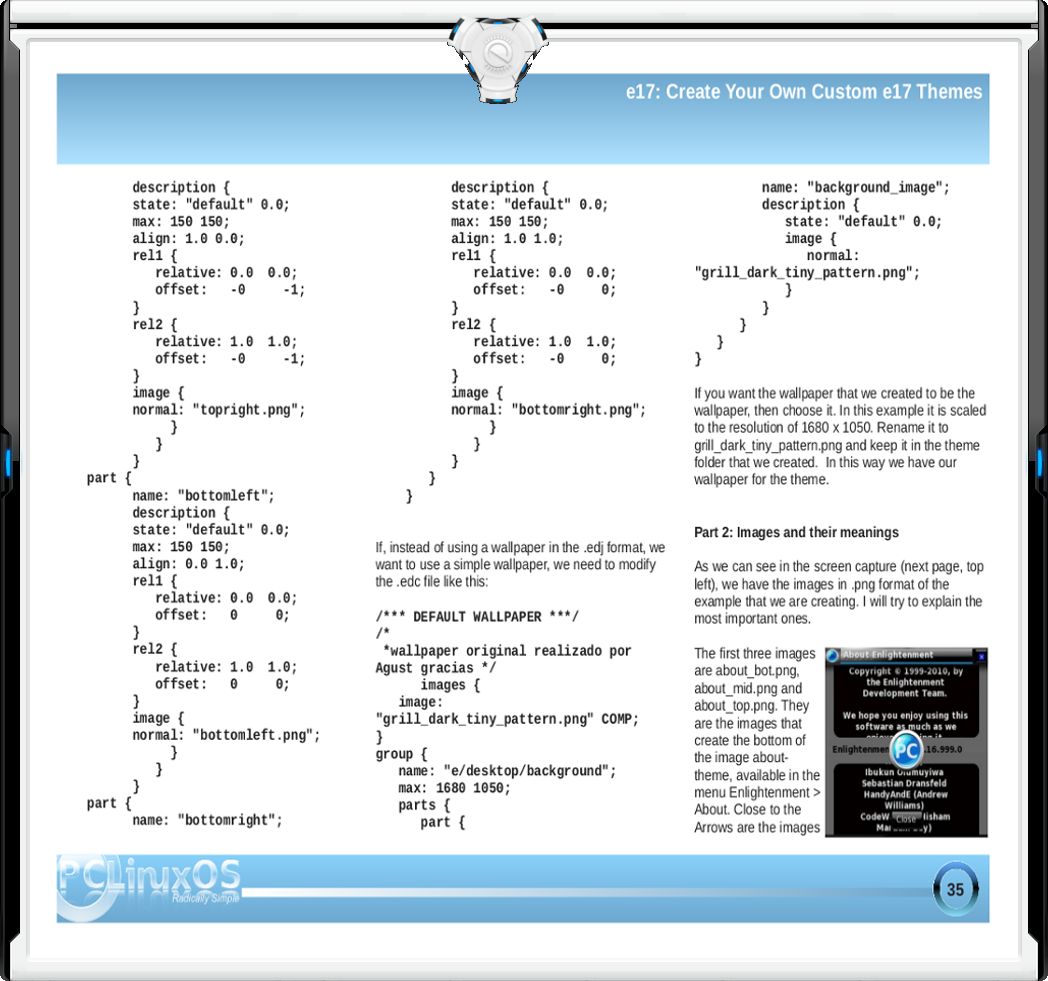 e17: Create Your Own Custom e17 Themes
description {
state: "default" 0.0;
max: 150 150;
align: 1.0 0.0;
rel1 {
relative: 0.0  0.0;
offset:   -0     -1;
}
rel2 {
relative: 1.0  1.0;
offset:   -0     -1;
}
image {
normal: "topright.png";
}
}
}
part {
name: "bottomleft";
description {
state: "default" 0.0;
max: 150 150;
align: 0.0 1.0;
rel1 {
relative: 0.0  0.0;
offset:   0     0;
}
rel2 {
relative: 1.0  1.0;
offset:   0     0;
}
image {
normal: "bottomleft.png";
}
}
}
part {
name: "bottomright";
description {
state: "default" 0.0;
max: 150 150;
align: 1.0 1.0;
rel1 {
relative: 0.0  0.0;
offset:   -0     0;
}
rel2 {
relative: 1.0  1.0;
offset:   -0     0;
}
image {
normal: "bottomright.png";
}
}
}
}
}
If, instead of using a wallpaper in the .edj format, we
want to use a simple wallpaper, we need to modify
the .edc file like this:
/*** DEFAULT WALLPAPER ***/
/*
*wallpaper original realizado por
Agust gracias */
images {
image:
"grill_dark_tiny_pattern.png" COMP;
}
group {
name: "e/desktop/background";
max: 1680 1050;
parts {
part {
name: "background_image";
description {
state: "default" 0.0;
image {
normal:
"grill_dark_tiny_pattern.png";
}
}
}
}
}
If you want the wallpaper that we created to be the
wallpaper, then choose it. In this example it is scaled
to the resolution of 1680 x 1050. Rename it to
grill_dark_tiny_pattern.png and keep it in the theme
folder that we created.  In this way we have our
wallpaper for the theme.
Part 2: Images and their meanings
As we can see in the screen capture (next page, top
left), we have the images in .png format of the
example that we are creating. I will try to explain the
most important ones.
The first three images
are about_bot.png,
about_mid.png and
about_top.png. They
are the images that
create the bottom of
the image about-
theme, available in the
menu Enlightenment >
About. Close to the
Arrows are the images
About Enlightenment
Copyright © 1999-2010, by
the Enlightenment
Development Team.
We hope you enjoy using this
software as much as we
PC
.16.999.0
Ibukun Olumuyiwa
Sebastian Dransfeld
HandyAndE (Andrew
Williams)
Close
PCLinuxOS
Radically Simple
35